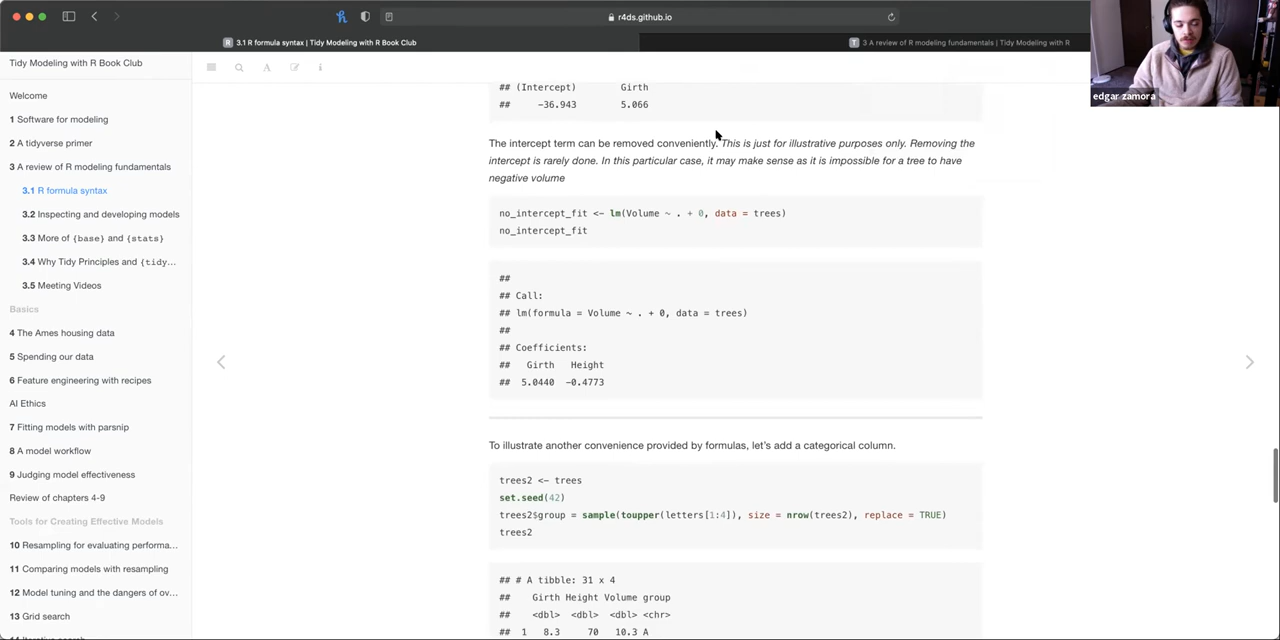 r4ds.github.io
3.1 R formula syntax | Tidy Modeling with R Book Club
3 A review of R modeling fundamentals | Tidy Modeling with R
edgar zamora
Tidy Modeling with R Book Club
Welcome
1 Software for modeling
2 A tidyverse primer
3 A review of R modeling fundamentals
3.1 R formula syntax
3.2 Inspecting and developing models
3.3 More of {base} and {stats}
3.4 Why Tidy Principles and {tidy…
3.5 Meeting Videos
Basics
4 The Ames housing data
5 Spending our data
6 Feature engineering with recipes
AI Ethics
7 Fitting models with parsnip
8 A model workflow
9 Judging model effectiveness
Review of chapters 4-9
Tools for Creating Effective Models
10 Resampling for evaluating performa…
11 Comparing models with resampling
12 Model tuning and the dangers of ov…
13 Grid search
## (Intercept) Girth
## -36.943 5.066
The intercept term can be removed conveniently. This is just for illustrative purposes only. Removing the
intercept is rarely done. In this particular case, it may make sense as it is impossible for a tree to have
negative volume
no_intercept_fit <- lm(Volume ~ . + 0, data = trees)
no_intercept_fit
##
## Call:
## lm(formula = Volume ~ . + 0, data = trees)
##
## Coefficients:
## Girth Height
## 5.0440 -0.4773
To illustrate another convenience provided by formulas, let's add a categorical column.
trees2 <- trees
set.seed(42)
trees2$group = sample(toupper(letters[1:4]), size = nrow(trees2), replace = TRUE)
trees2
## # A tibble: 31 x 4
## Girth Height Volume group
## <dbl> <dbl> <dbl> <chr>
## 1 8.3 70 10.3 A